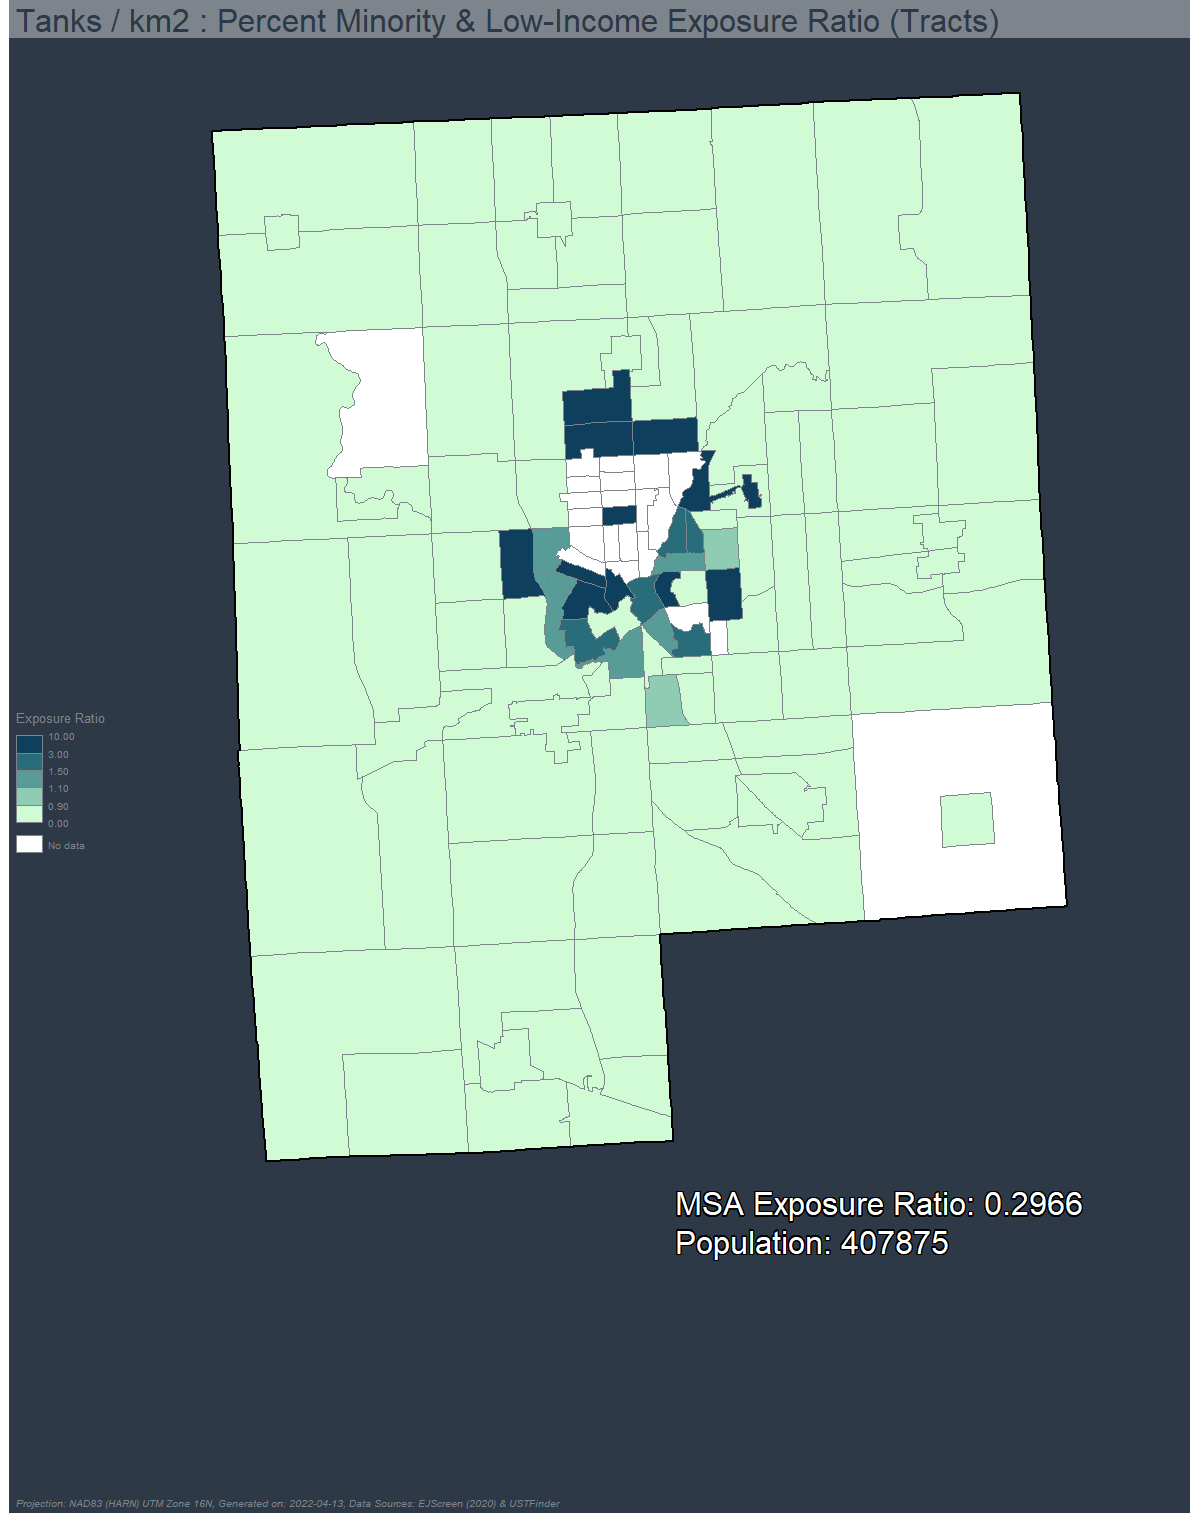 Tanks / km2 : Percent Minority & Low-Income Exposure Ratio (Tracts)
Exposure Ratio
10.00
3.00
1.50
1.10
0.90
0.00
No data
MSA Exposure Ratio: 0.2966
Population: 407875
Projection: NAD83 (HARN) UTM Zone 16N, Generated on: 2022-04-13, Data Sources: EJScreen (2020) & USTFinder